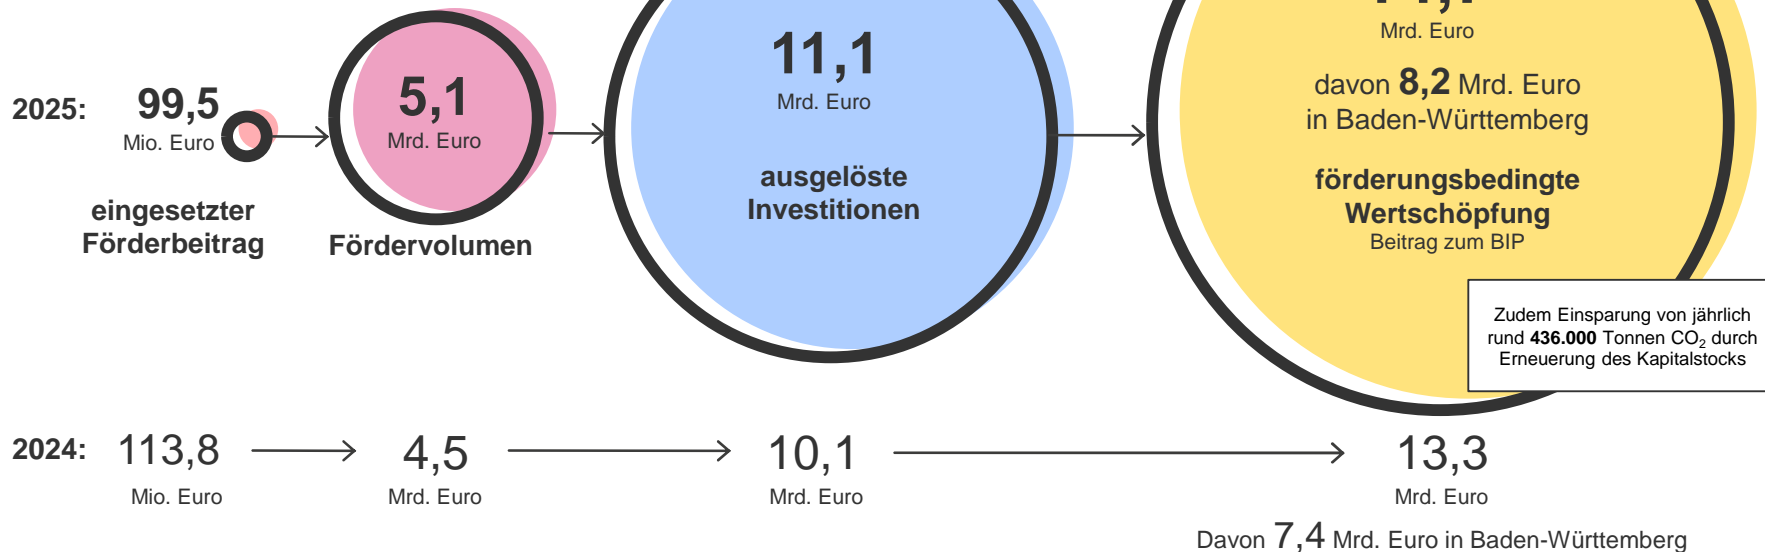 Mrd. Euro
11,1
Mrd. Euro
davon 8,2 Mrd. Euro
in Baden-Württemberg
2025:
99,5
Mio. Euro
5,1
Mrd. Euro
ausgelöste
Investitionen
förderungsbedingte
Wertschöpfung
Beitrag zum BIP
eingesetzter
Förderbeitrag
Fördervolumen
Zudem Einsparung von jährlich
rund 436.000 Tonnen CO₂ durch
Erneuerung des Kapitalstocks
2024:
113,8
Mio. Euro
4,5
Mrd. Euro
10,1
Mrd. Euro
13,3
Mrd. Euro
Davon 7,4 Mrd. Euro in Baden-Württemberg